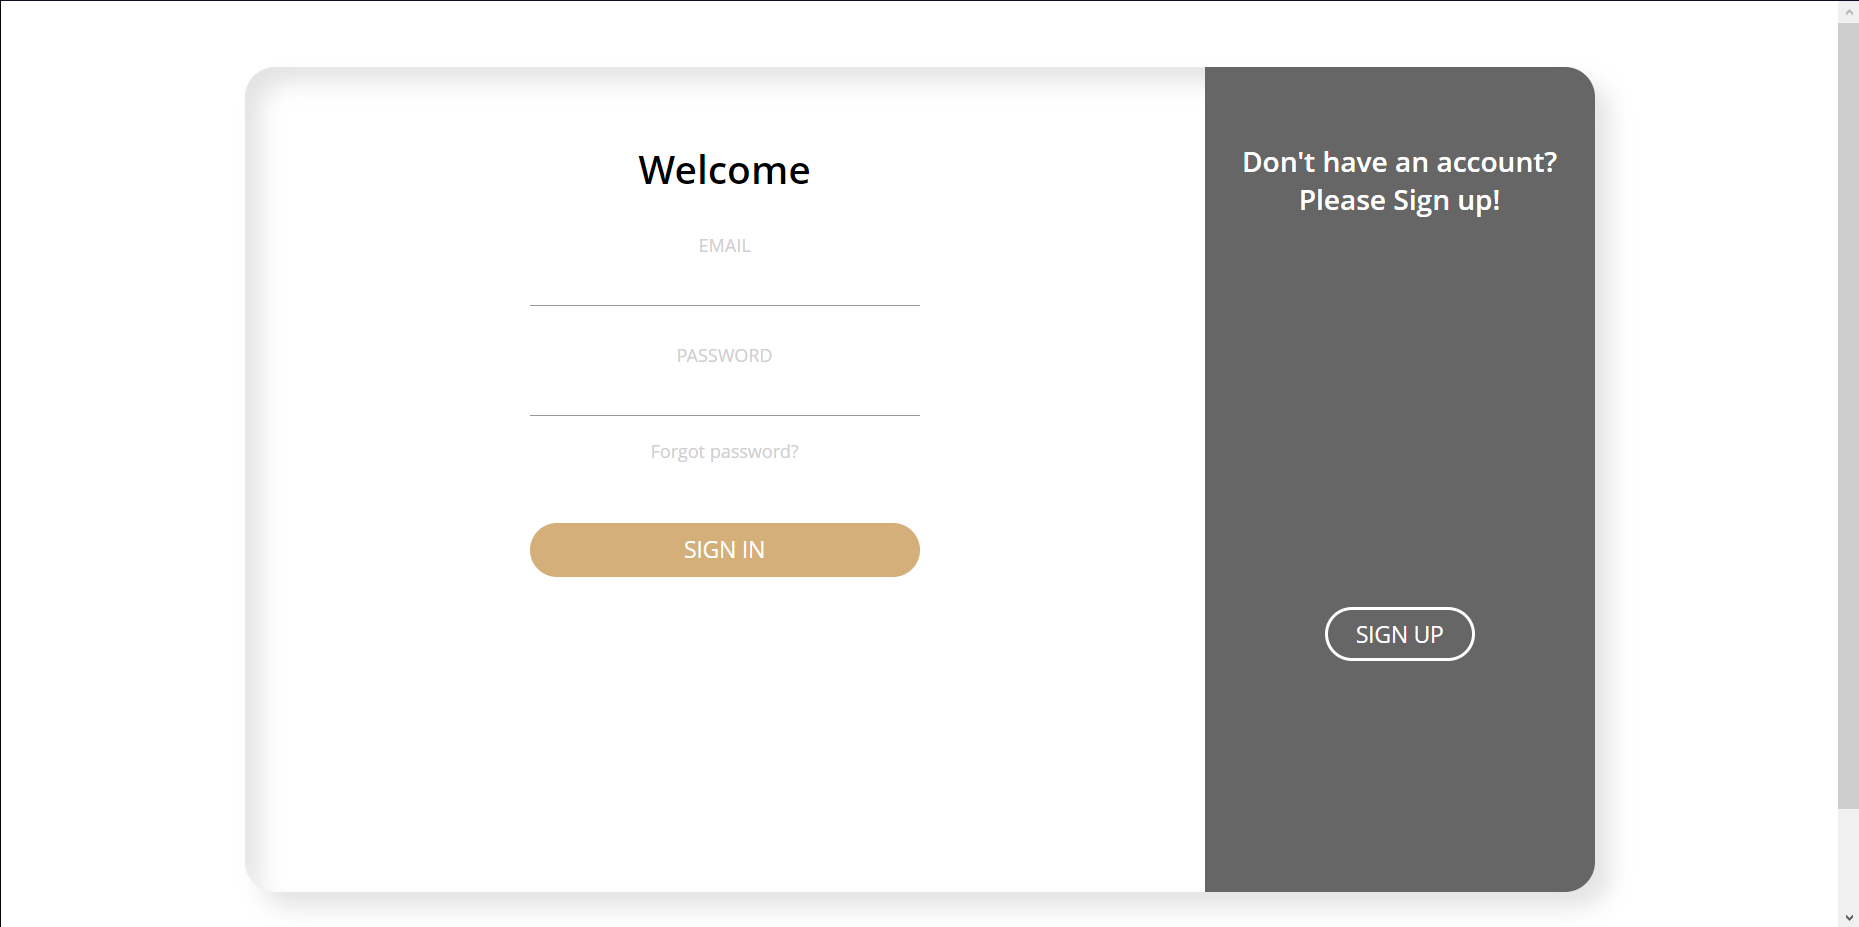 Welcome
EMAIL
PASSWORD
Forgot password?
SIGN IN
Don't have an account?
Please Sign up!
SIGN UP